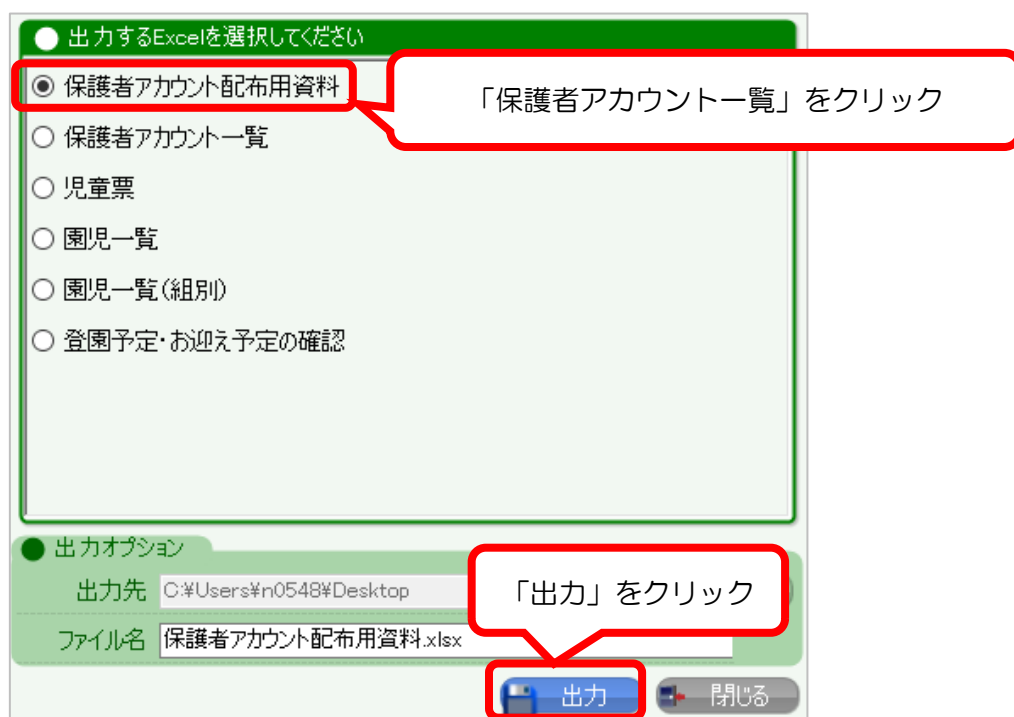 出力するExcelを選択してください
保護者アカウント配布用資料
「保護者アカウント一覧」をクリック
保護者アカウント一覧
児童票
園児一覧
園児一覧(組別)
登園予定・お迎え予定の確認
出力オプション
出力先 C:¥Users¥n0548¥Desktop
「出力」をクリック
ファイル名 保護者アカウント配布用資料.xlsx
出力 閉じる